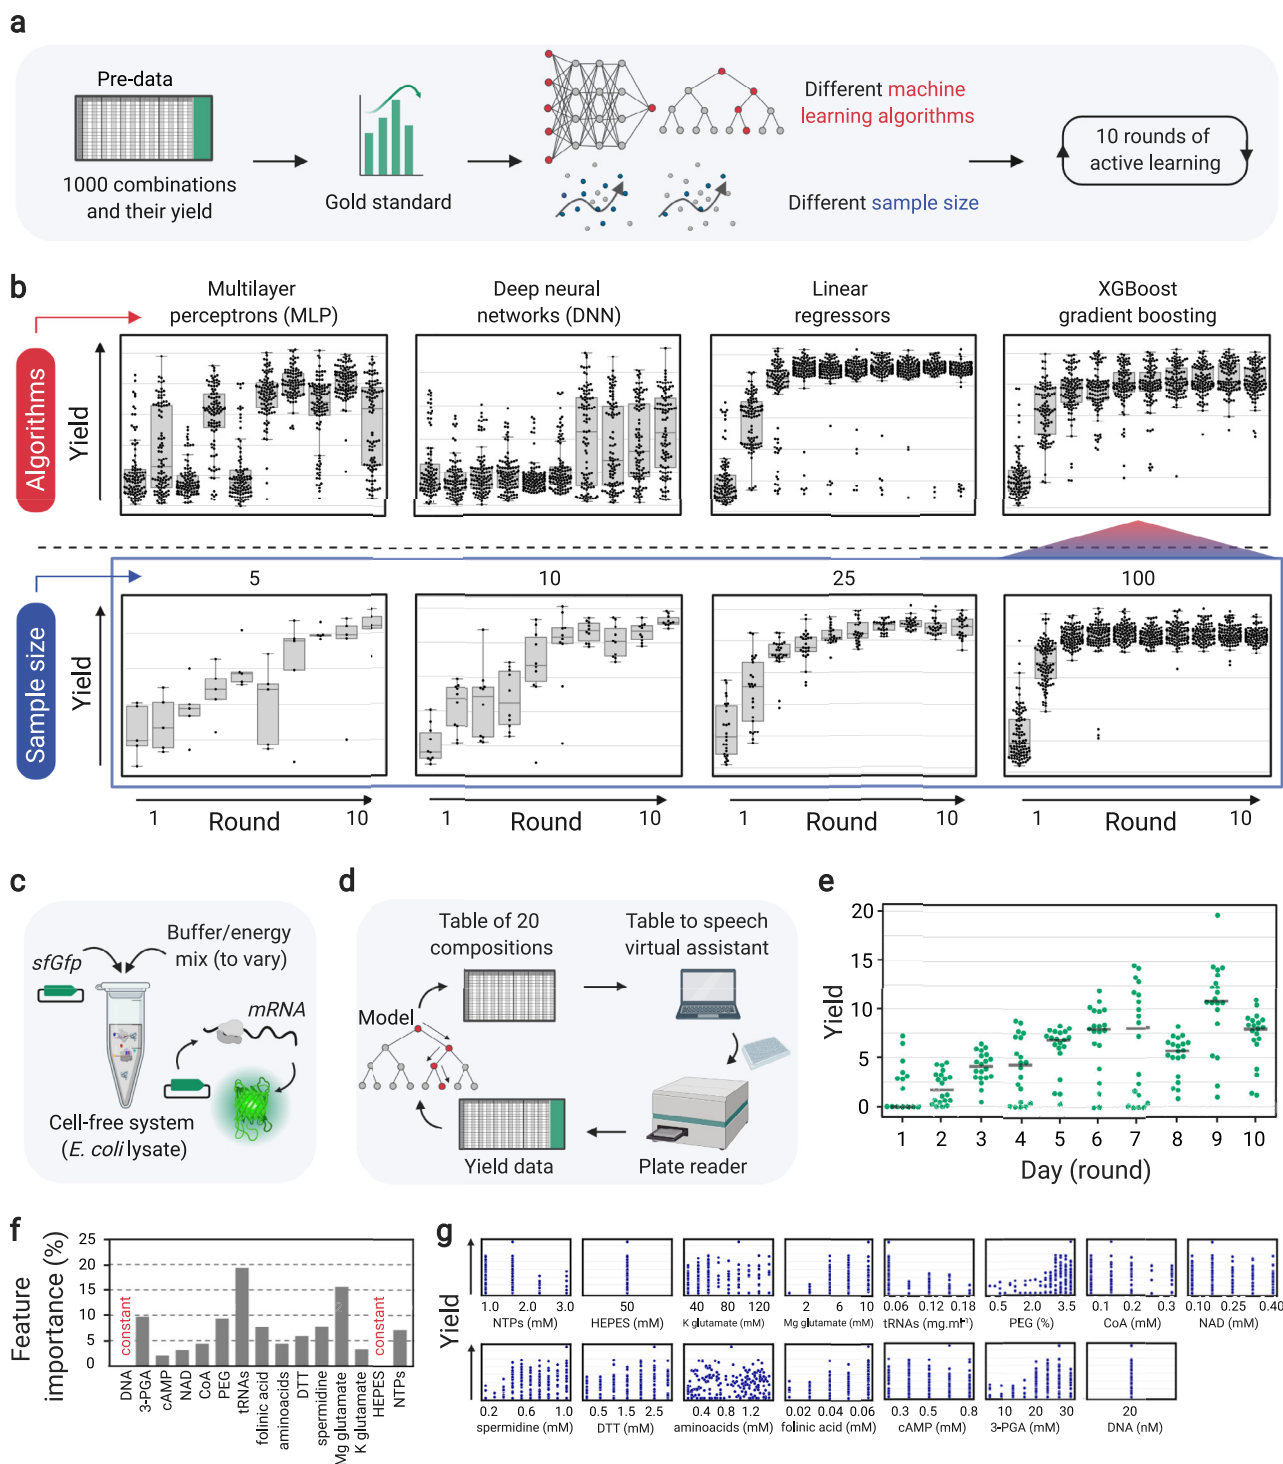 a
Pre-data
1000 combinations
and their yield
Gold standard
Different machine
learning algorithms
Different sample size
10 rounds of
active learning
b
Algorithms
Yield
Multilayer
perceptrons (MLP)
Deep neural
networks (DNN)
Linear
regressors
XGBoost
gradient boosting
Sample size
Yield
5
10
25
100
1
10
Round
1
10
Round
1
10
Round
1
10
Round
c
sfGfp
Buffer/energy
mix (to vary)
mRNA
Cell-free system
(E. coli lysate)
d
Table of 20
compositions
Table to speech
virtual assistant
Model
Yield data
Plate reader
e
Yield
20
15
10
5
0
1 2 3 4 5 6 7 8 9 10
Day (round)
f
Feature
importance (%)
25
20
15
10
5
0
constant
2
constant
DNA
3-PGA
cAMP
NAD
CoA
PEG
tRNAs
folinic acid
aminoacids
DTT
spermidine
Mg glutamate
K glutamate
HEPES
NTPs
g
Yield
1.0 2.0 3.0
NTPs (mM)
50
HEPES (mM)
40 80 120
K glutamate (mM)
2 6 10
Mg glutamate (mM)
0.06 0.12 0.18
tRNAs (mg.ml⁻¹)
0.5 2.0 3.5
PEG (%)
0.1 0.2 0.3
CoA (mM)
0.10 0.25 0.40
NAD (mM)
0.2 0.6 1.0
spermidine (mM)
0.5 1.5 2.5
DTT (mM)
0.4 0.8 1.2
aminoacids (mM)
0.02 0.04 0.06
folinic acid (mM)
0.3 0.5 0.8
cAMP (mM)
10 20 30
3-PGA (mM)
20
DNA (nM)